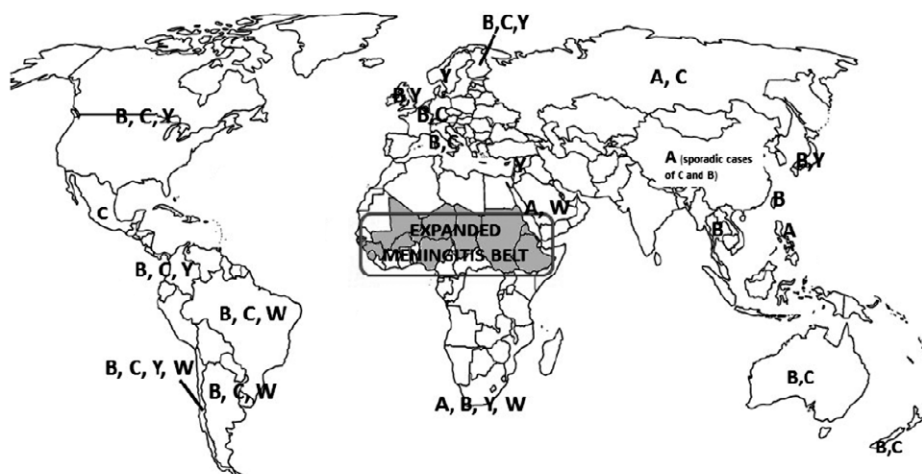 B,C,Y
A, C
Y
B,Y
B,C
B, C, Y
B,C
A (sporadic cases
of C and B)
B,Y
Y
B
C
A, W
EXPANDED
MENINGITIS BELT
B
A
B, C, Y
B, C, W
B, C, Y, W
B, C, W
B,C
A, B, Y, W
B,C